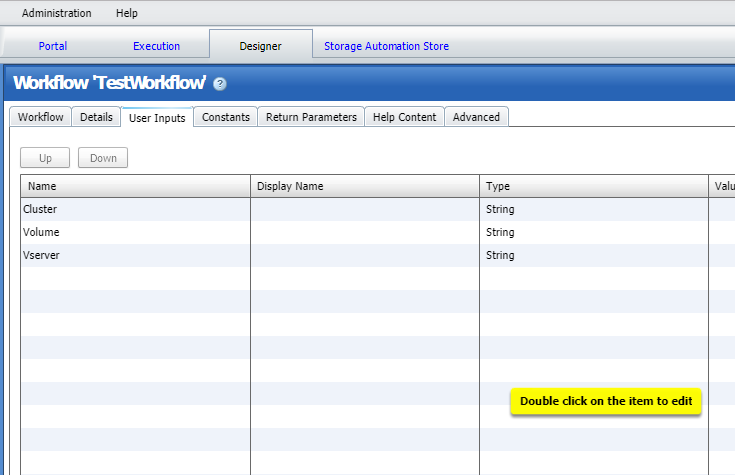 Administration Help
Portal Execution Designer Storage Automation Store
Workflow 'TestWorkflow' ?
Workflow Details User Inputs Constants Return Parameters Help Content Advanced
Up Down
Name Display Name Type Valu
Cluster String
Volume String
Vserver String
Double click on the item to edit